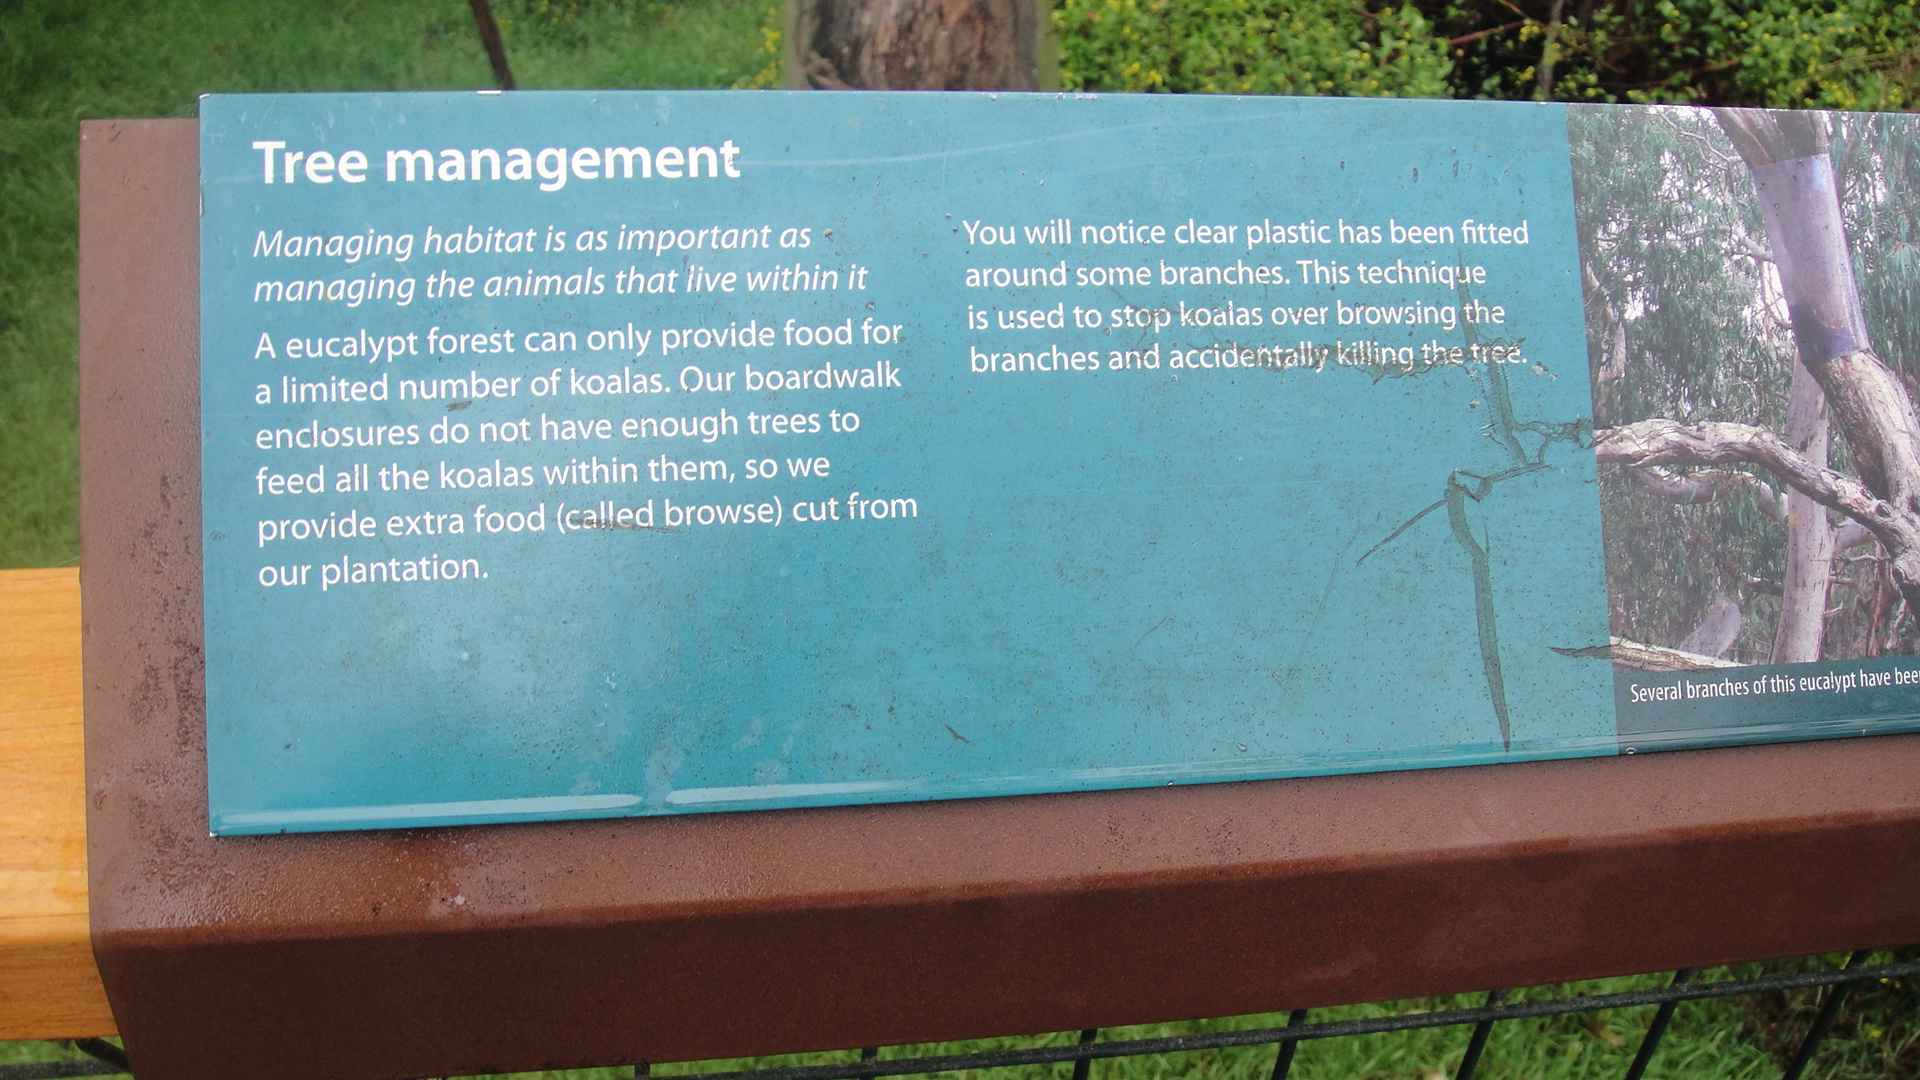 Tree management
Managing habitat is as important as
managing the animals that live within it
A eucalypt forest can only provide food for
a limited number of koalas. Our boardwalk
enclosures do not have enough trees to
feed all the koalas within them, so we
provide extra food (called browse) cut from
our plantation.
You will notice clear plastic has been fitted
around some branches. This technique
is used to stop koalas over browsing the
branches and accidentally killing the tree.
Several branches of this eucalypt have been